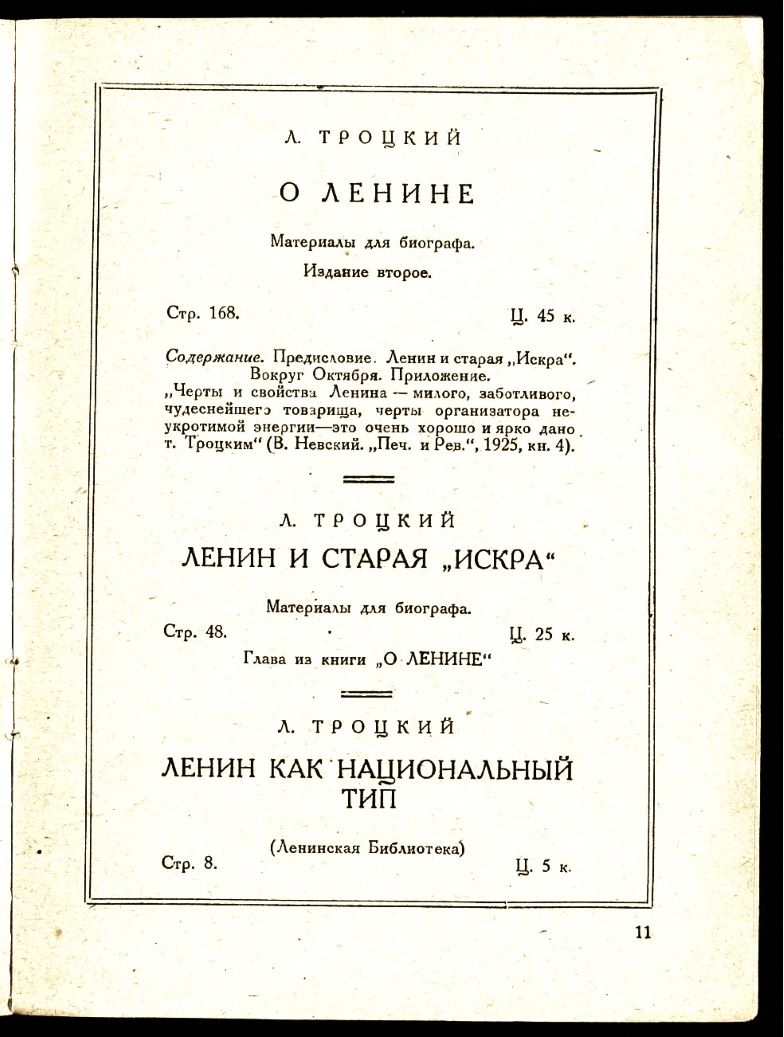 Л. ТРОЦКИЙ
О ЛЕНИНЕ
Материалы для биографа.
Издание второе.
Стр. 168. Ц. 45 к.
Содержание. Предисловие. Ленин и старая „Искра“.
Вокруг Октября. Приложение.
„Черты и свойства Ленина — милого, заботливого,
чудеснейшего товарища, черты организатора не-
укротимой энергии—это очень хорошо и ярко дано
т. Троцким“ (В. Невский. „Печ. и Рев.“, 1925, кн. 4).
Л. ТРОЦКИЙ
ЛЕНИН И СТАРАЯ „ИСКРА“
Материалы для биографа.
Стр. 48. Ц. 25 к.
Глава из книги „О ЛЕНИНЕ“
Л. ТРОЦКИЙ
ЛЕНИН КАК НАЦИОНАЛЬНЫЙ
ТИП
(Ленинская Библиотека)
Стр. 8. Ц. 5 к.
11